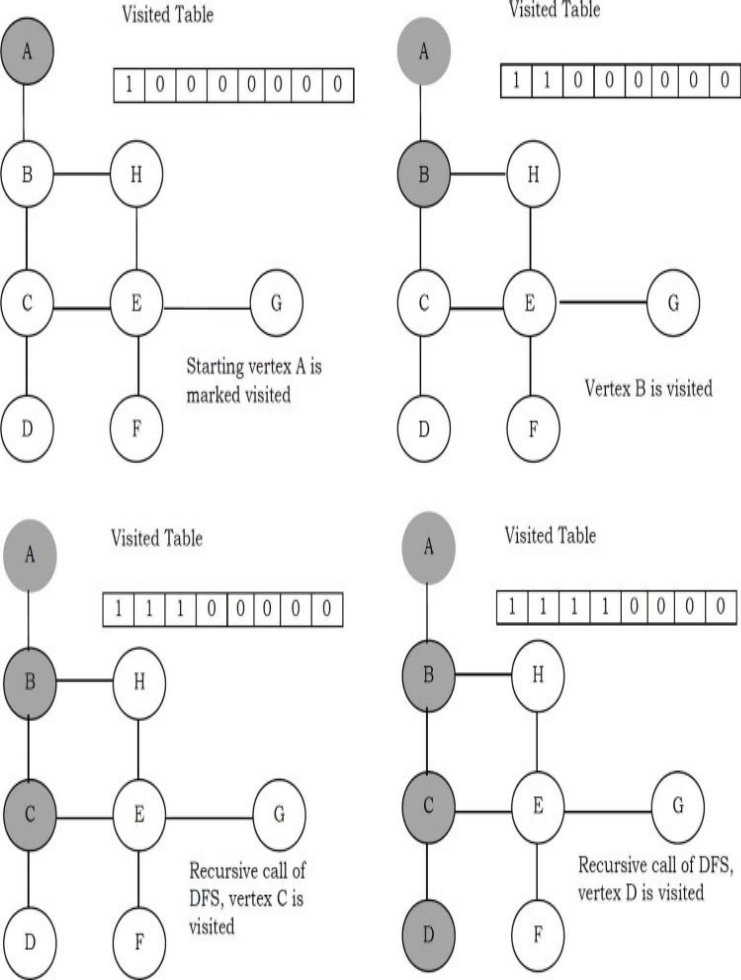 Visited Table
A
1 0 0 0 0 0 0 0
B H
C E G
Starting vertex A is
marked visited
D F
Visited Table
A
1 1 0 0 0 0 0 0
B H
C E G
Vertex B is visited
D F
Visited Table
A
1 1 1 0 0 0 0 0
B H
C E G
Recursive call of
DFS, vertex C is
visited
D F
Visited Table
A
1 1 1 1 0 0 0 0
B H
C E G
Recursive call of DFS,
vertex D is visited
D F